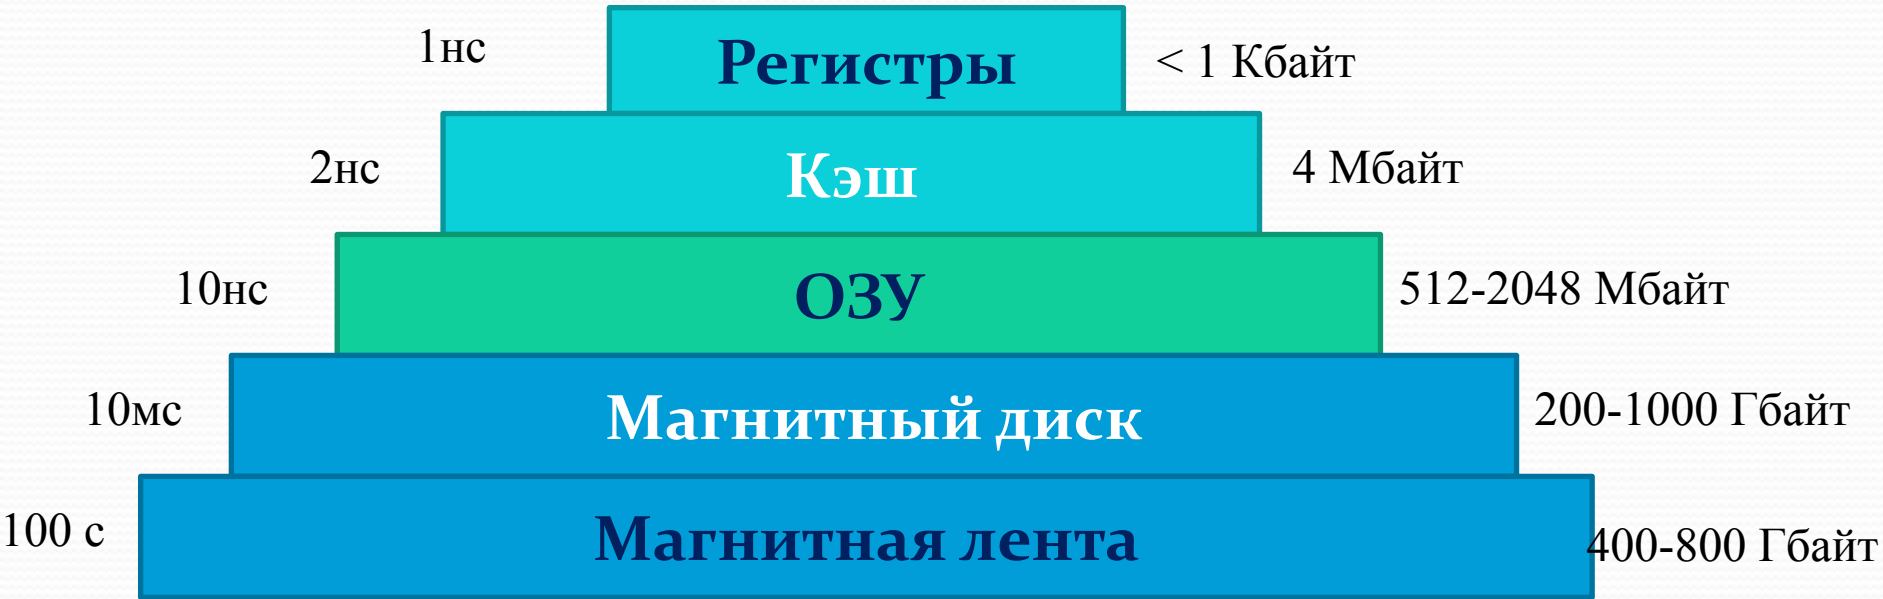 1нс Регистры < 1 Кбайт
2нс Кэш 4 Мбайт
10нс ОЗУ 512-2048 Мбайт
10мс Магнитный диск 200-1000 Гбайт
100 с Магнитная лента 400-800 Гбайт